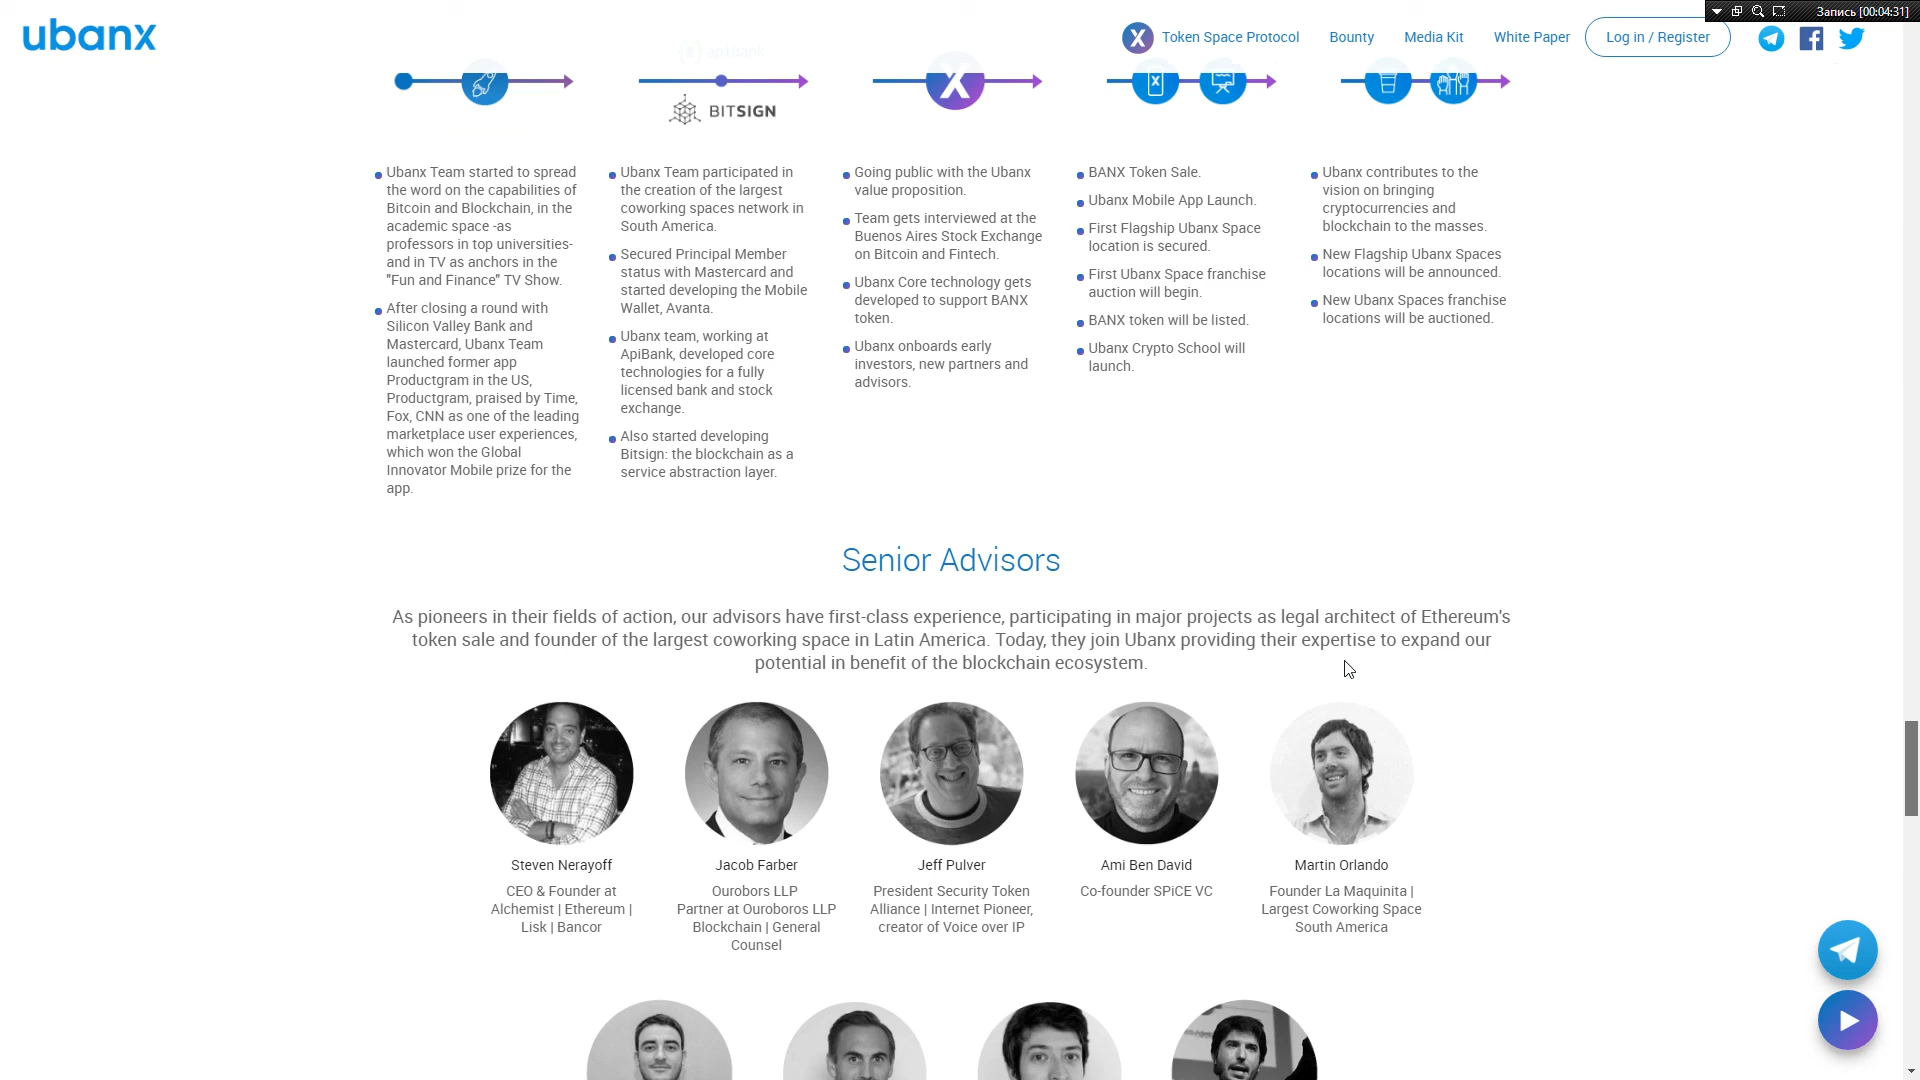 ubanx
Token Space Protocol
Bounty
Media Kit
White Paper
Log in / Register
Запись [00:04:31]
apibank
BITSIGN
Ubanx Team started to spread
the word on the capabilities of
Bitcoin and Blockchain, in the
academic space -as
professors in top universities-
and in TV as anchors in the
"Fun and Finance" TV Show.
After closing a round with
Silicon Valley Bank and
Mastercard, Ubanx Team
launched former app
Productgram in the US,
Productgram, praised by Time,
Fox, CNN as one of the leading
marketplace user experiences,
which won the Global
Innovator Mobile prize for the
app.
Ubanx Team participated in
the creation of the largest
coworking spaces network in
South America.
Secured Principal Member
status with Mastercard and
started developing the Mobile
Wallet, Avanta.
Ubanx team, working at
ApiBank, developed core
technologies for a fully
licensed bank and stock
exchange.
Also started developing
Bitsign: the blockchain as a
service abstraction layer.
Going public with the Ubanx
value proposition.
Team gets interviewed at the
Buenos Aires Stock Exchange
on Bitcoin and Fintech.
Ubanx Core technology gets
developed to support BANX
token.
Ubanx onboards early
investors, new partners and
advisors.
BANX Token Sale.
Ubanx Mobile App Launch.
First Flagship Ubanx Space
location is secured.
First Ubanx Space franchise
auction will begin.
BANX token will be listed.
Ubanx Crypto School will
launch.
Ubanx contributes to the
vision on bringing
cryptocurrencies and
blockchain to the masses.
New Flagship Ubanx Spaces
locations will be announced.
New Ubanx Spaces franchise
locations will be auctioned.
Senior Advisors
As pioneers in their fields of action, our advisors have first-class experience, participating in major projects as legal architect of Ethereum's
token sale and founder of the largest coworking space in Latin America. Today, they join Ubanx providing their expertise to expand our
potential in benefit of the blockchain ecosystem.
Steven Nerayoff
CEO & Founder at
Alchemist | Ethereum |
Lisk | Bancor
Jacob Farber
Ourobors LLP
Partner at Ouroboros LLP
Blockchain | General
Counsel
Jeff Pulver
President Security Token
Alliance | Internet Pioneer,
creator of Voice over IP
Ami Ben David
Co-founder SPiCE VC
Martin Orlando
Founder La Maquinita |
Largest Coworking Space
South America